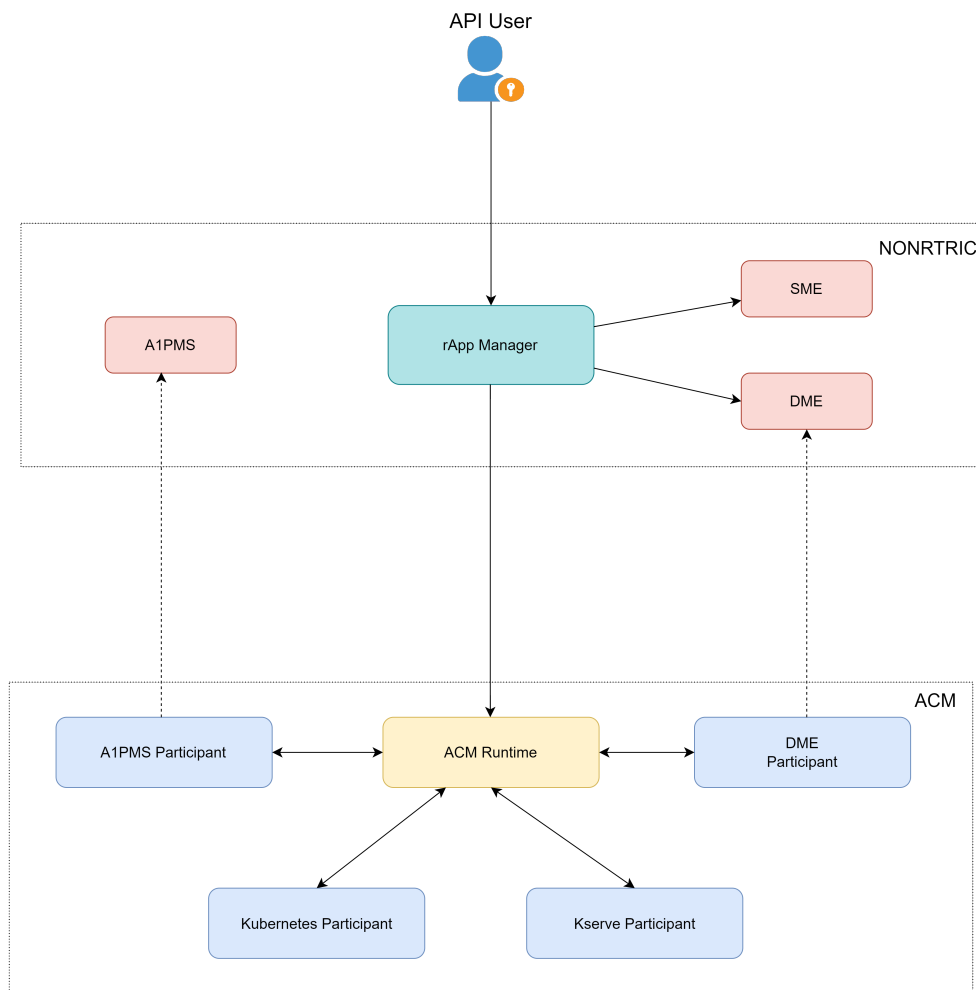 API User
NONRTRIC
SME
A1PMS
rApp Manager
DME
ACM
A1PMS Participant
ACM Runtime
DME
Participant
Kubernetes Participant
Kserve Participant